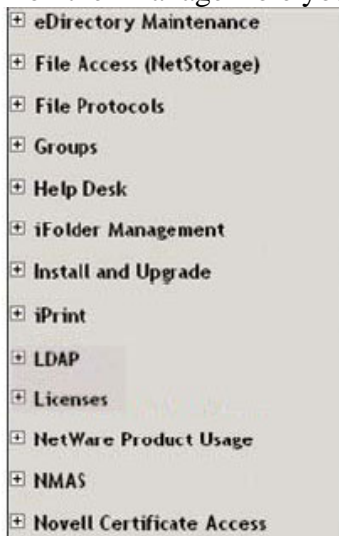 eDirectory Maintenance
File Access (NetStorage)
File Protocols
Groups
Help Desk
iFolder Management
Install and Upgrade
iPrint
LDAP
Licenses
NetWare Product Usage
NMAS
Novell Certificate Access